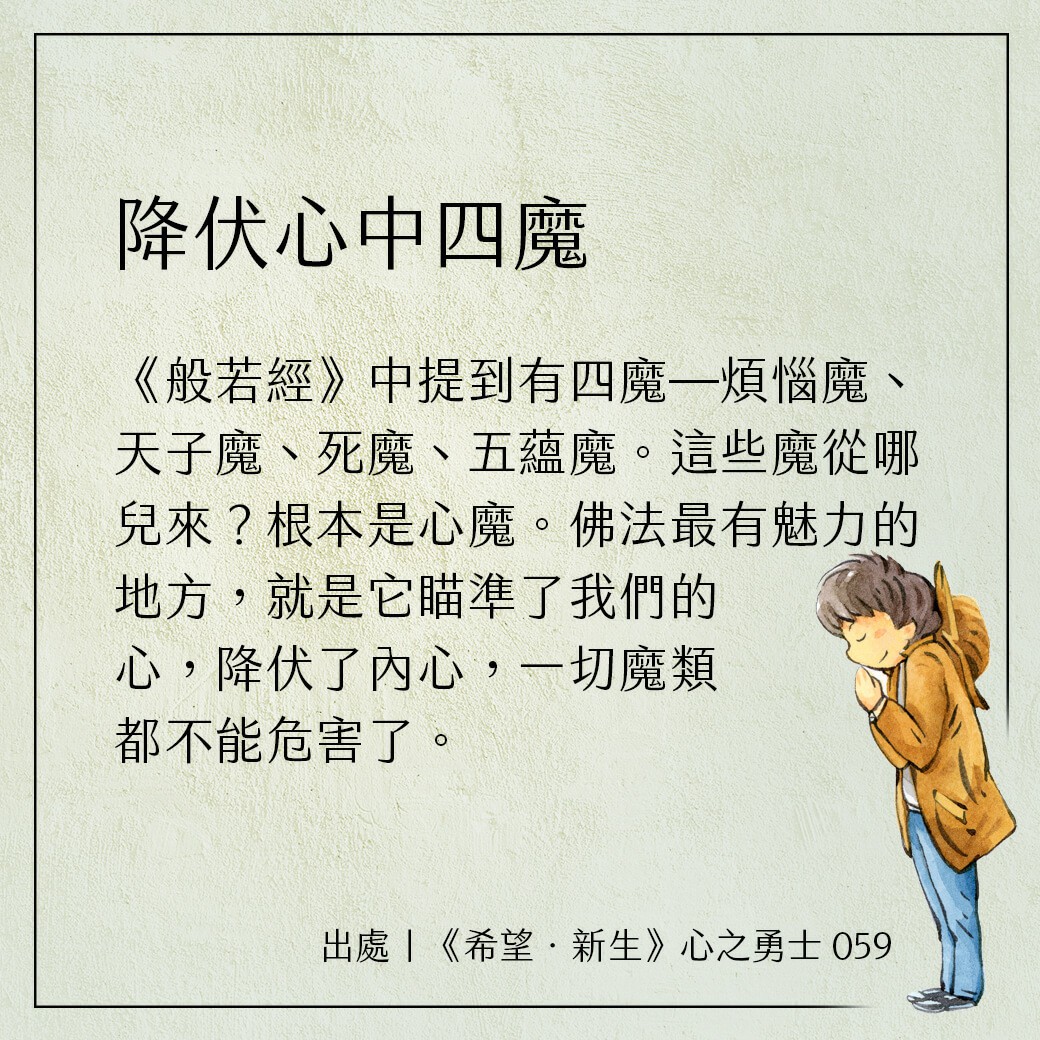 降伏心中四魔
《般若經》中提到有四魔—煩惱魔、
天子魔、死魔、五蘊魔。這些魔從哪
兒來？根本是心魔。佛法最有魅力的
地方，就是它瞄準了我們的
心，降伏了內心，一切魔類
都不能危害了。
出處｜《希望．新生》心之勇士 059